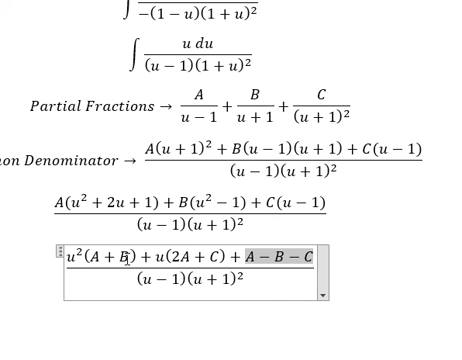 ∫ / -(1 − u)(1 + u)²
∫ u du / (u − 1)(1 + u)²
Partial Fractions → A / u − 1 + B / u + 1 + C / (u + 1)²
non Denominator → A(u + 1)² + B(u − 1)(u + 1) + C(u − 1) / (u − 1)(u + 1)²
A(u² + 2u + 1) + B(u² − 1) + C(u − 1) / (u − 1)(u + 1)²
u²(A + B) + u(2A + C) + A − B − C / (u − 1)(u + 1)²